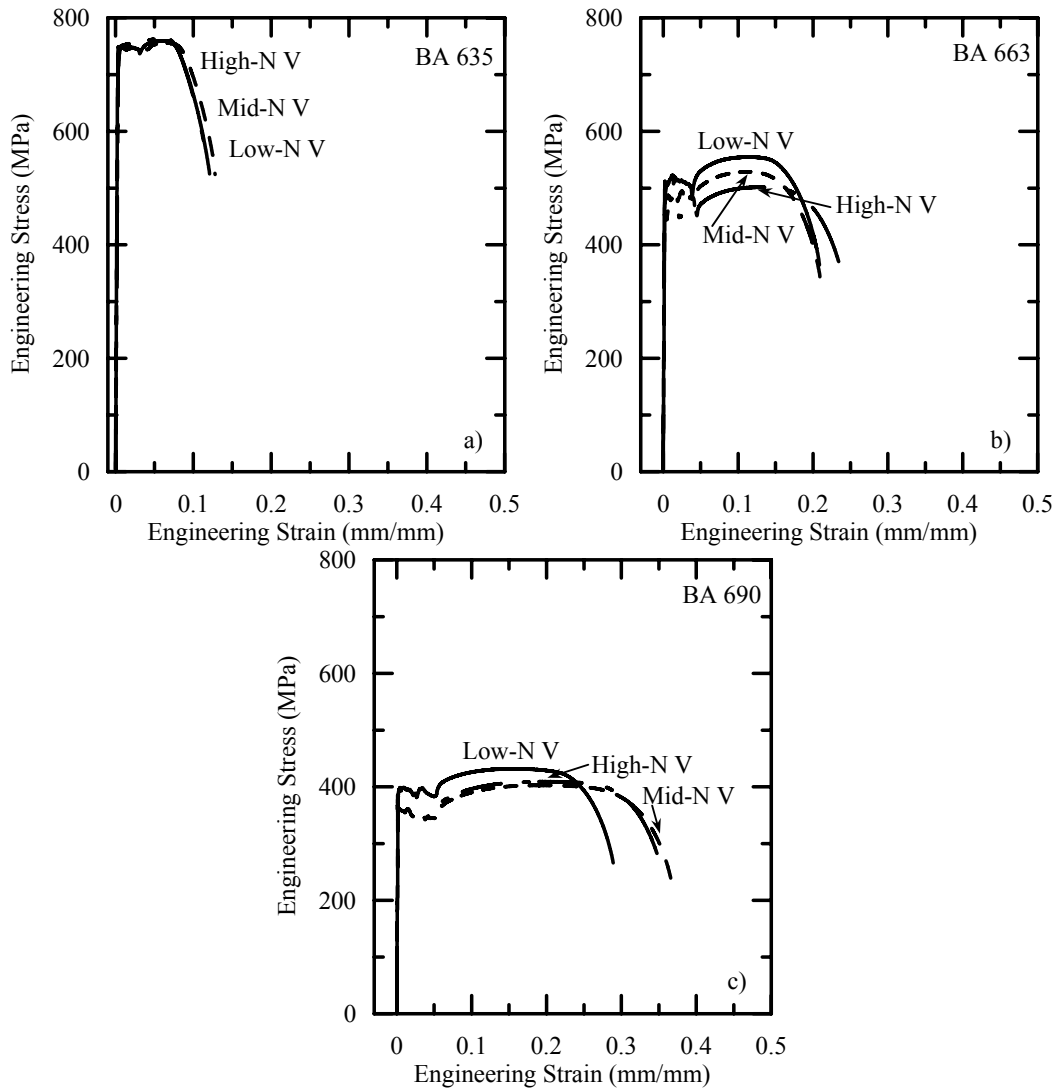 800
600
400
200
0
Engineering Stress (MPa)
BA 635
High-N V
Mid-N V
Low-N V
a)
0 0.1 0.2 0.3 0.4 0.5
Engineering Strain (mm/mm)
800
600
400
200
0
Engineering Stress (MPa)
BA 663
Low-N V
High-N V
Mid-N V
b)
0 0.1 0.2 0.3 0.4 0.5
Engineering Strain (mm/mm)
800
600
400
200
0
Engineering Stress (MPa)
BA 690
Low-N V
High-N V
Mid-N V
c)
0 0.1 0.2 0.3 0.4 0.5
Engineering Strain (mm/mm)